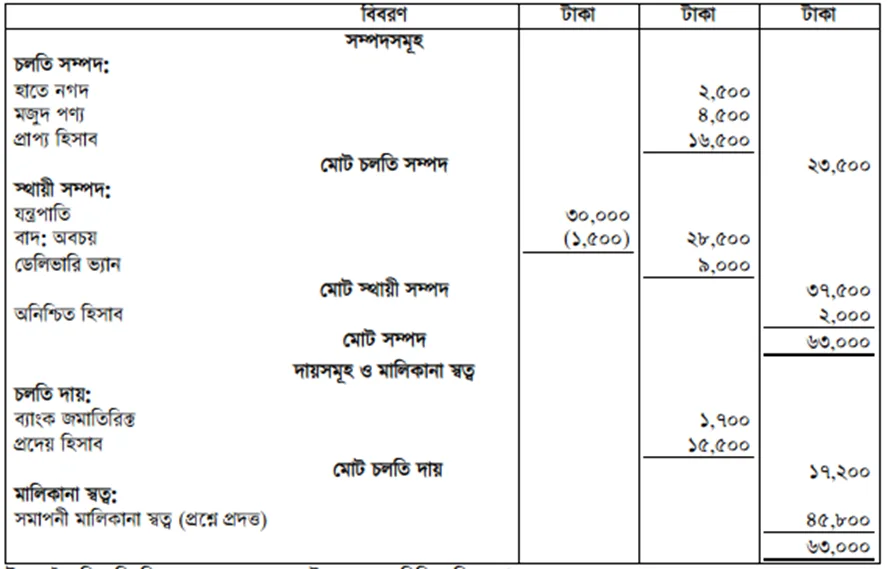 বিবরণ টাকা টাকা টাকা
সম্পদসমূহ
চলতি সম্পদ:
হাতে নগদ ২,৫০০
মজুদ পণ্য ৪,৫০০
প্রাপ্য হিসাব ১৬,৫০০
মোট চলতি সম্পদ ২৩,৫০০
স্থায়ী সম্পদ:
যন্ত্রপাতি ৩০,০০০
বাদ: অবচয় (১,৫০০) ২৮,৫০০
ডেলিভারি ভ্যান ৯,০০০
মোট স্থায়ী সম্পদ ৩৭,৫০০
অনিশ্চিত হিসাব ২,০০০
মোট সম্পদ ৬৩,০০০
দায়সমূহ ও মালিকানা স্বত্ব
চলতি দায়:
ব্যাংক জমাতিরিক্ত ১,৭০০
প্রদেয় হিসাব ১৫,৫০০
মোট চলতি দায় ১৭,২০০
মালিকানা স্বত্ব:
সমাপনী মালিকানা স্বত্ব (প্রশ্নে প্রদত্ত) ৪৫,৮০০
৬৩,০০০